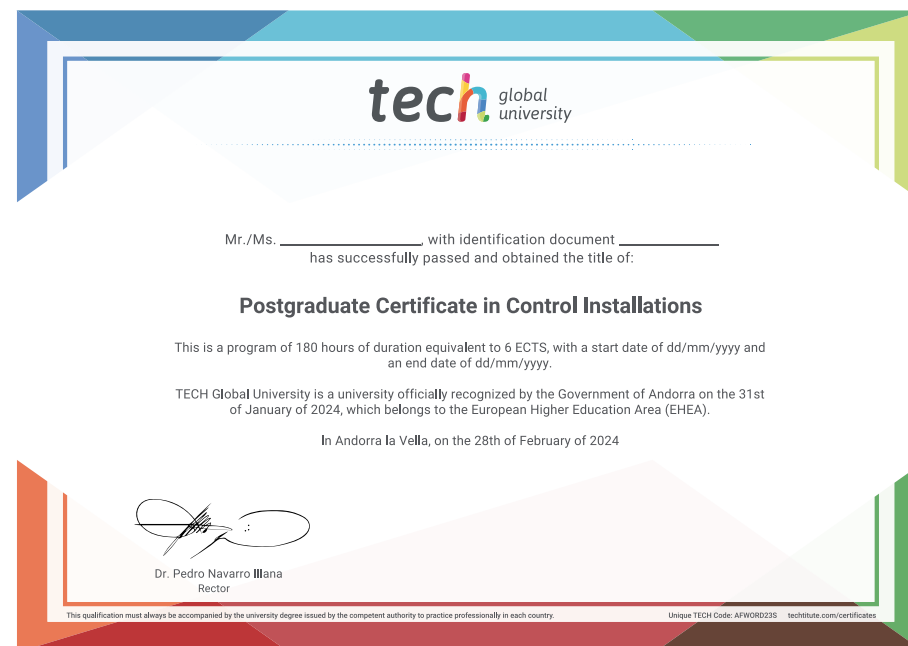 tech global university
Mr./Ms. ____________, with identification document ____________
has successfully passed and obtained the title of:
Postgraduate Certificate in Control Installations
This is a program of 180 hours of duration equivalent to 6 ECTS, with a start date of dd/mm/yyyy and
an end date of dd/mm/yyyy.
TECH Global University is a university officially recognized by the Government of Andorra on the 31st
of January of 2024, which belongs to the European Higher Education Area (EHEA).
In Andorra la Vella, on the 28th of February of 2024
Dr. Pedro Navarro Illana
Rector
This qualification must always be accompanied by the university degree issued by the competent authority to practice professionally in each country.
Unique TECH Code: AFWORD23S techtitute.com/certificates